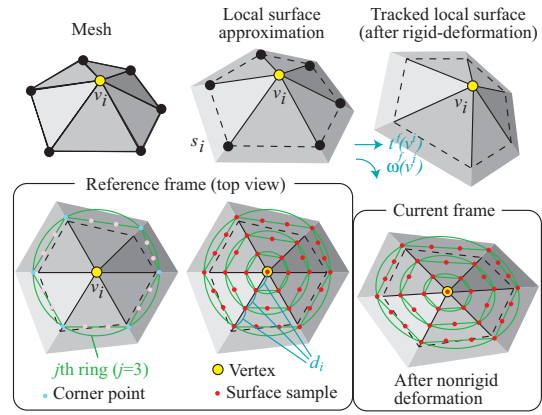 Mesh
v_i
Local surface
approximation
v_i
s_i
Tracked local surface
(after rigid-deformation)
v_i
t^f(v^i)
ω^f(v^i)
Reference frame (top view)
v_i
jth ring (j=3)
Corner point
d_i
Vertex
Surface sample
Current frame
After nonrigid
deformation